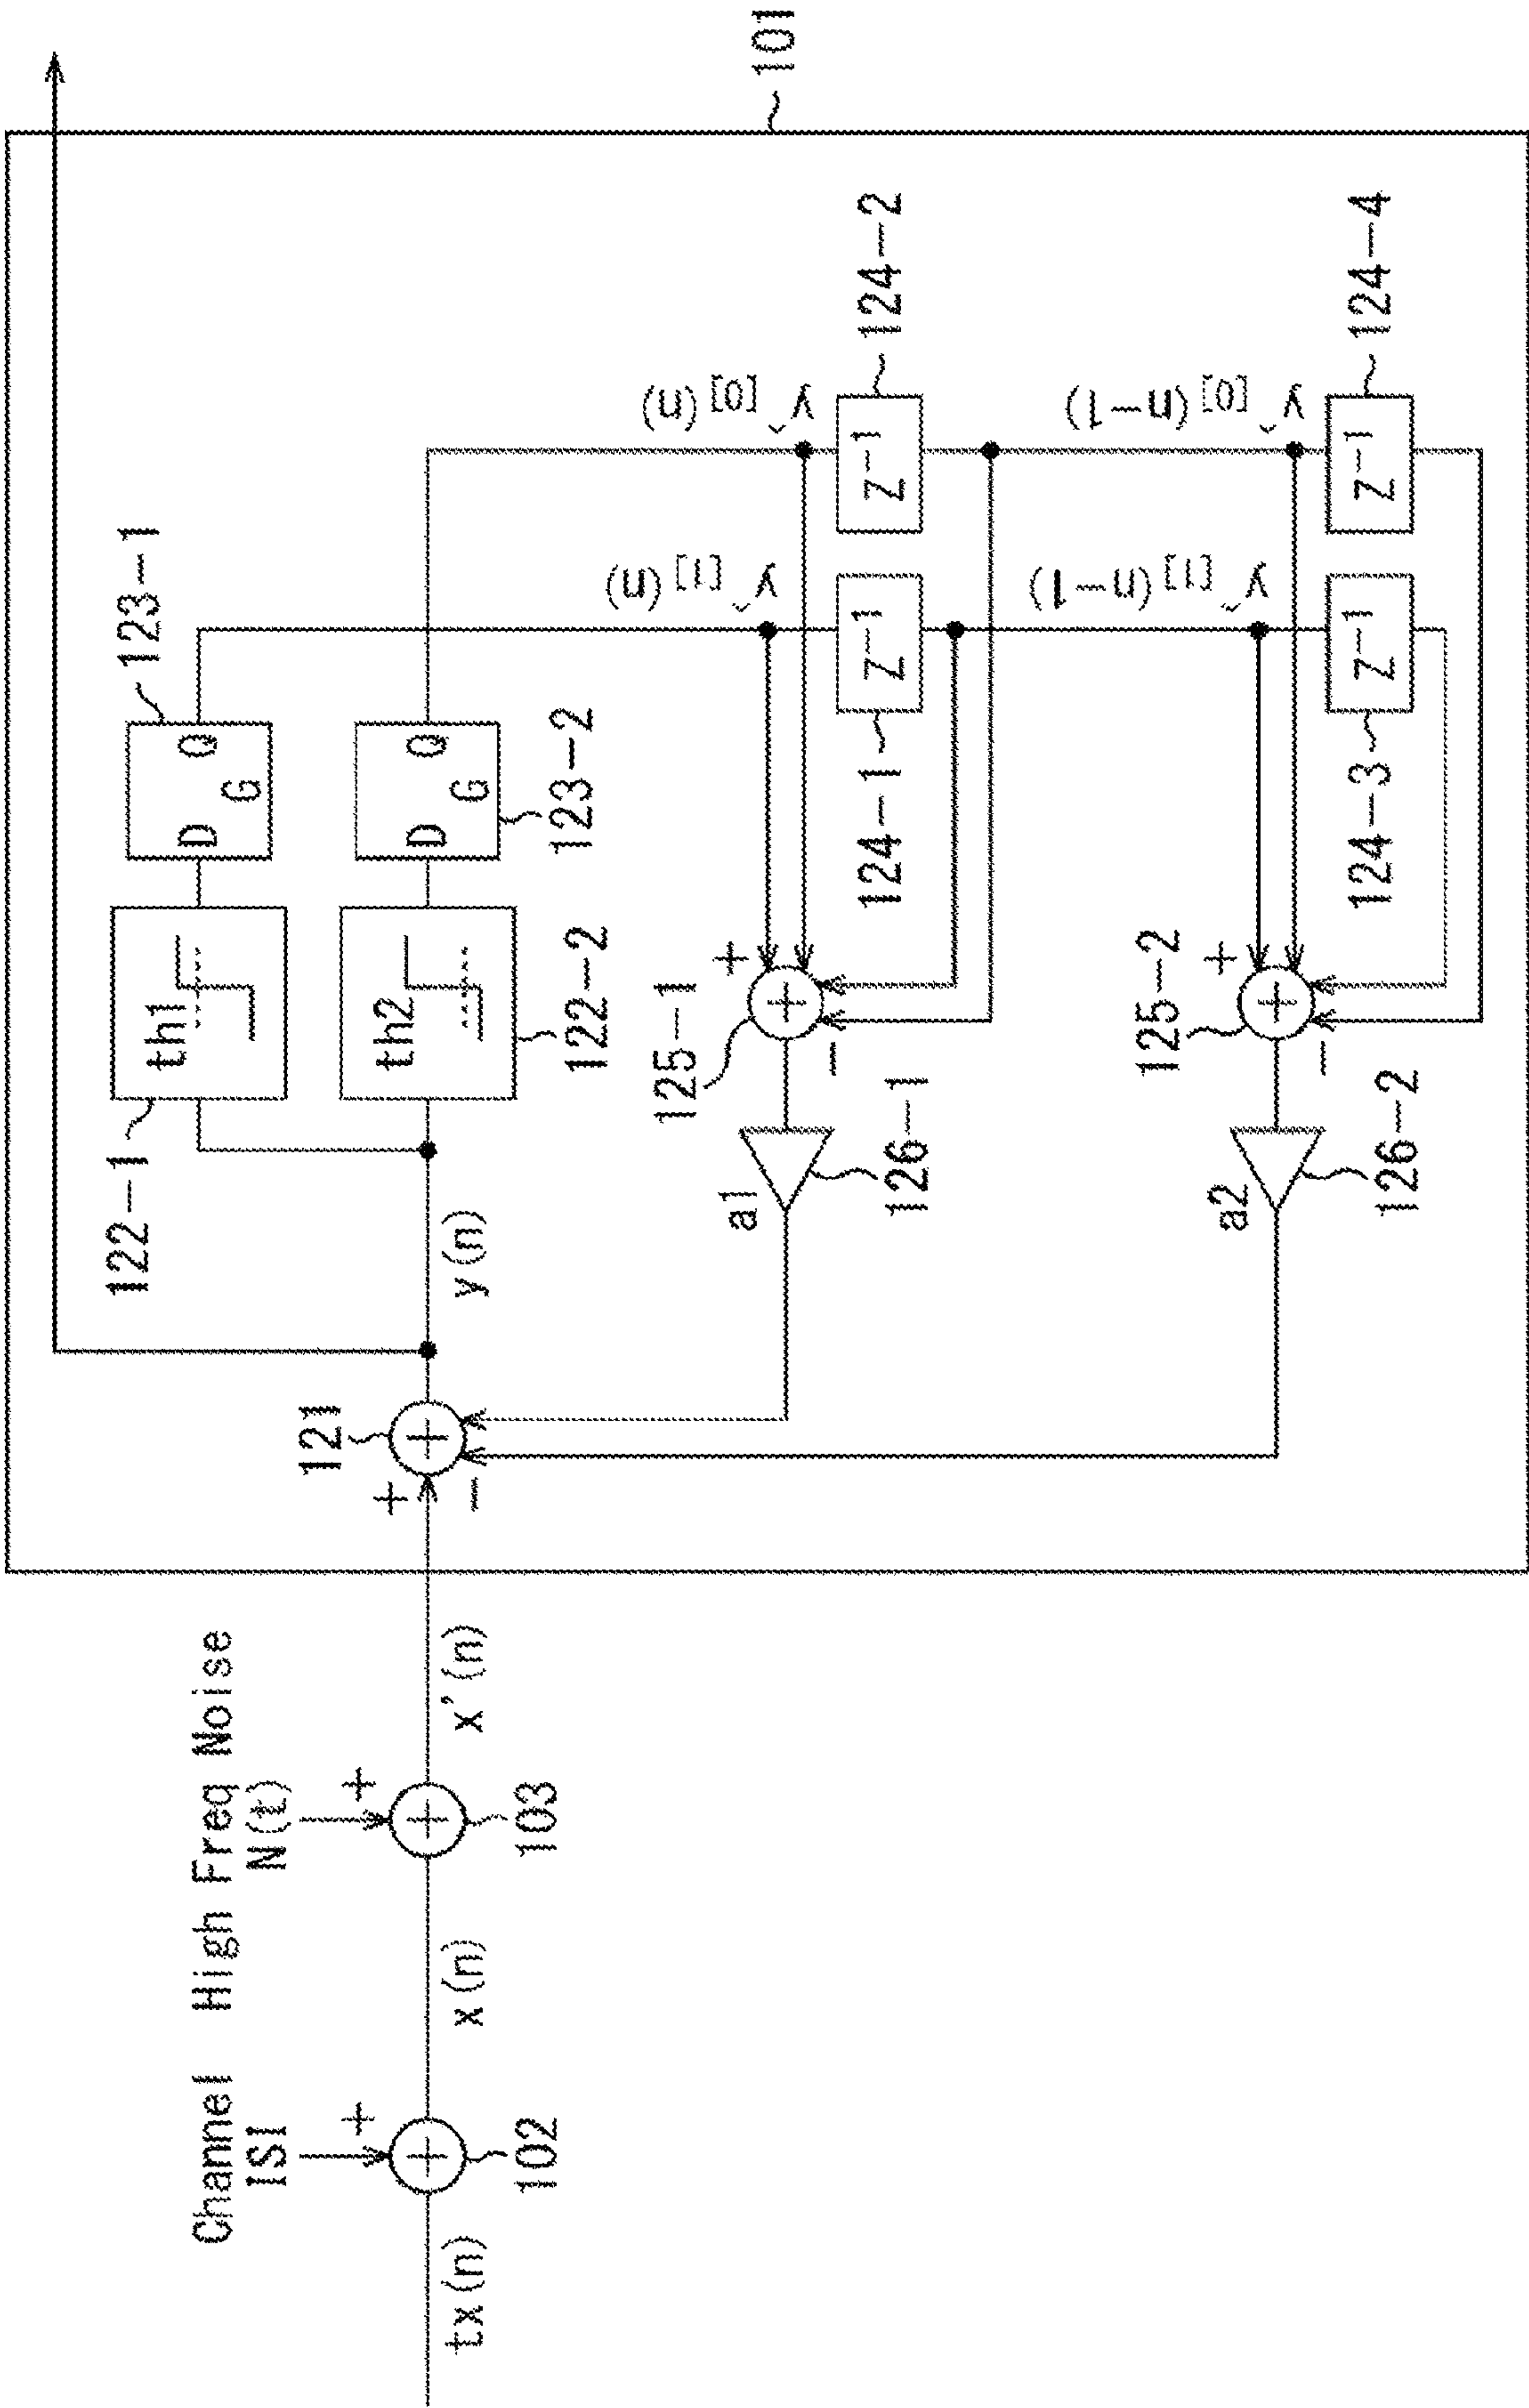 101
Channel
ISI
High Freq Noise
N(t)
tx(n)
+
+
102
x(n)
+
+
103
x'(n)
+
−
+
121
y(n)
122-1
th1
th2
122-2
123-1
D
Q
G
D
Q
G
123-2
ŷ[1](n)
ŷ[0](n)
Z−1
Z−1
124-1
124-2
+
−
+
125-1
a1
126-1
ŷ[1](n−1)
ŷ[0](n−1)
Z−1
Z−1
124-3
124-4
+
−
+
125-2
a2
126-2